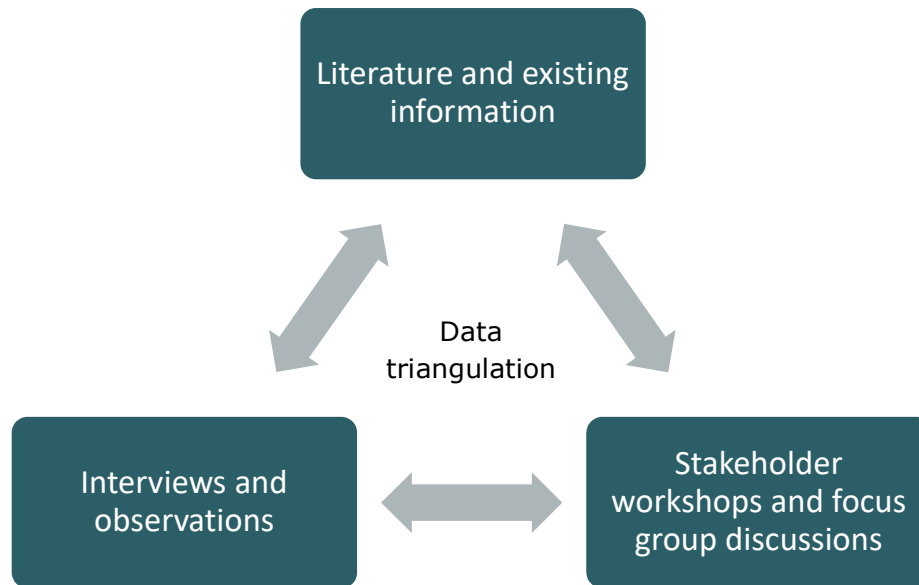 Literature and existing
information
Data
triangulation
Interviews and
observations
Stakeholder
workshops and focus
group discussions